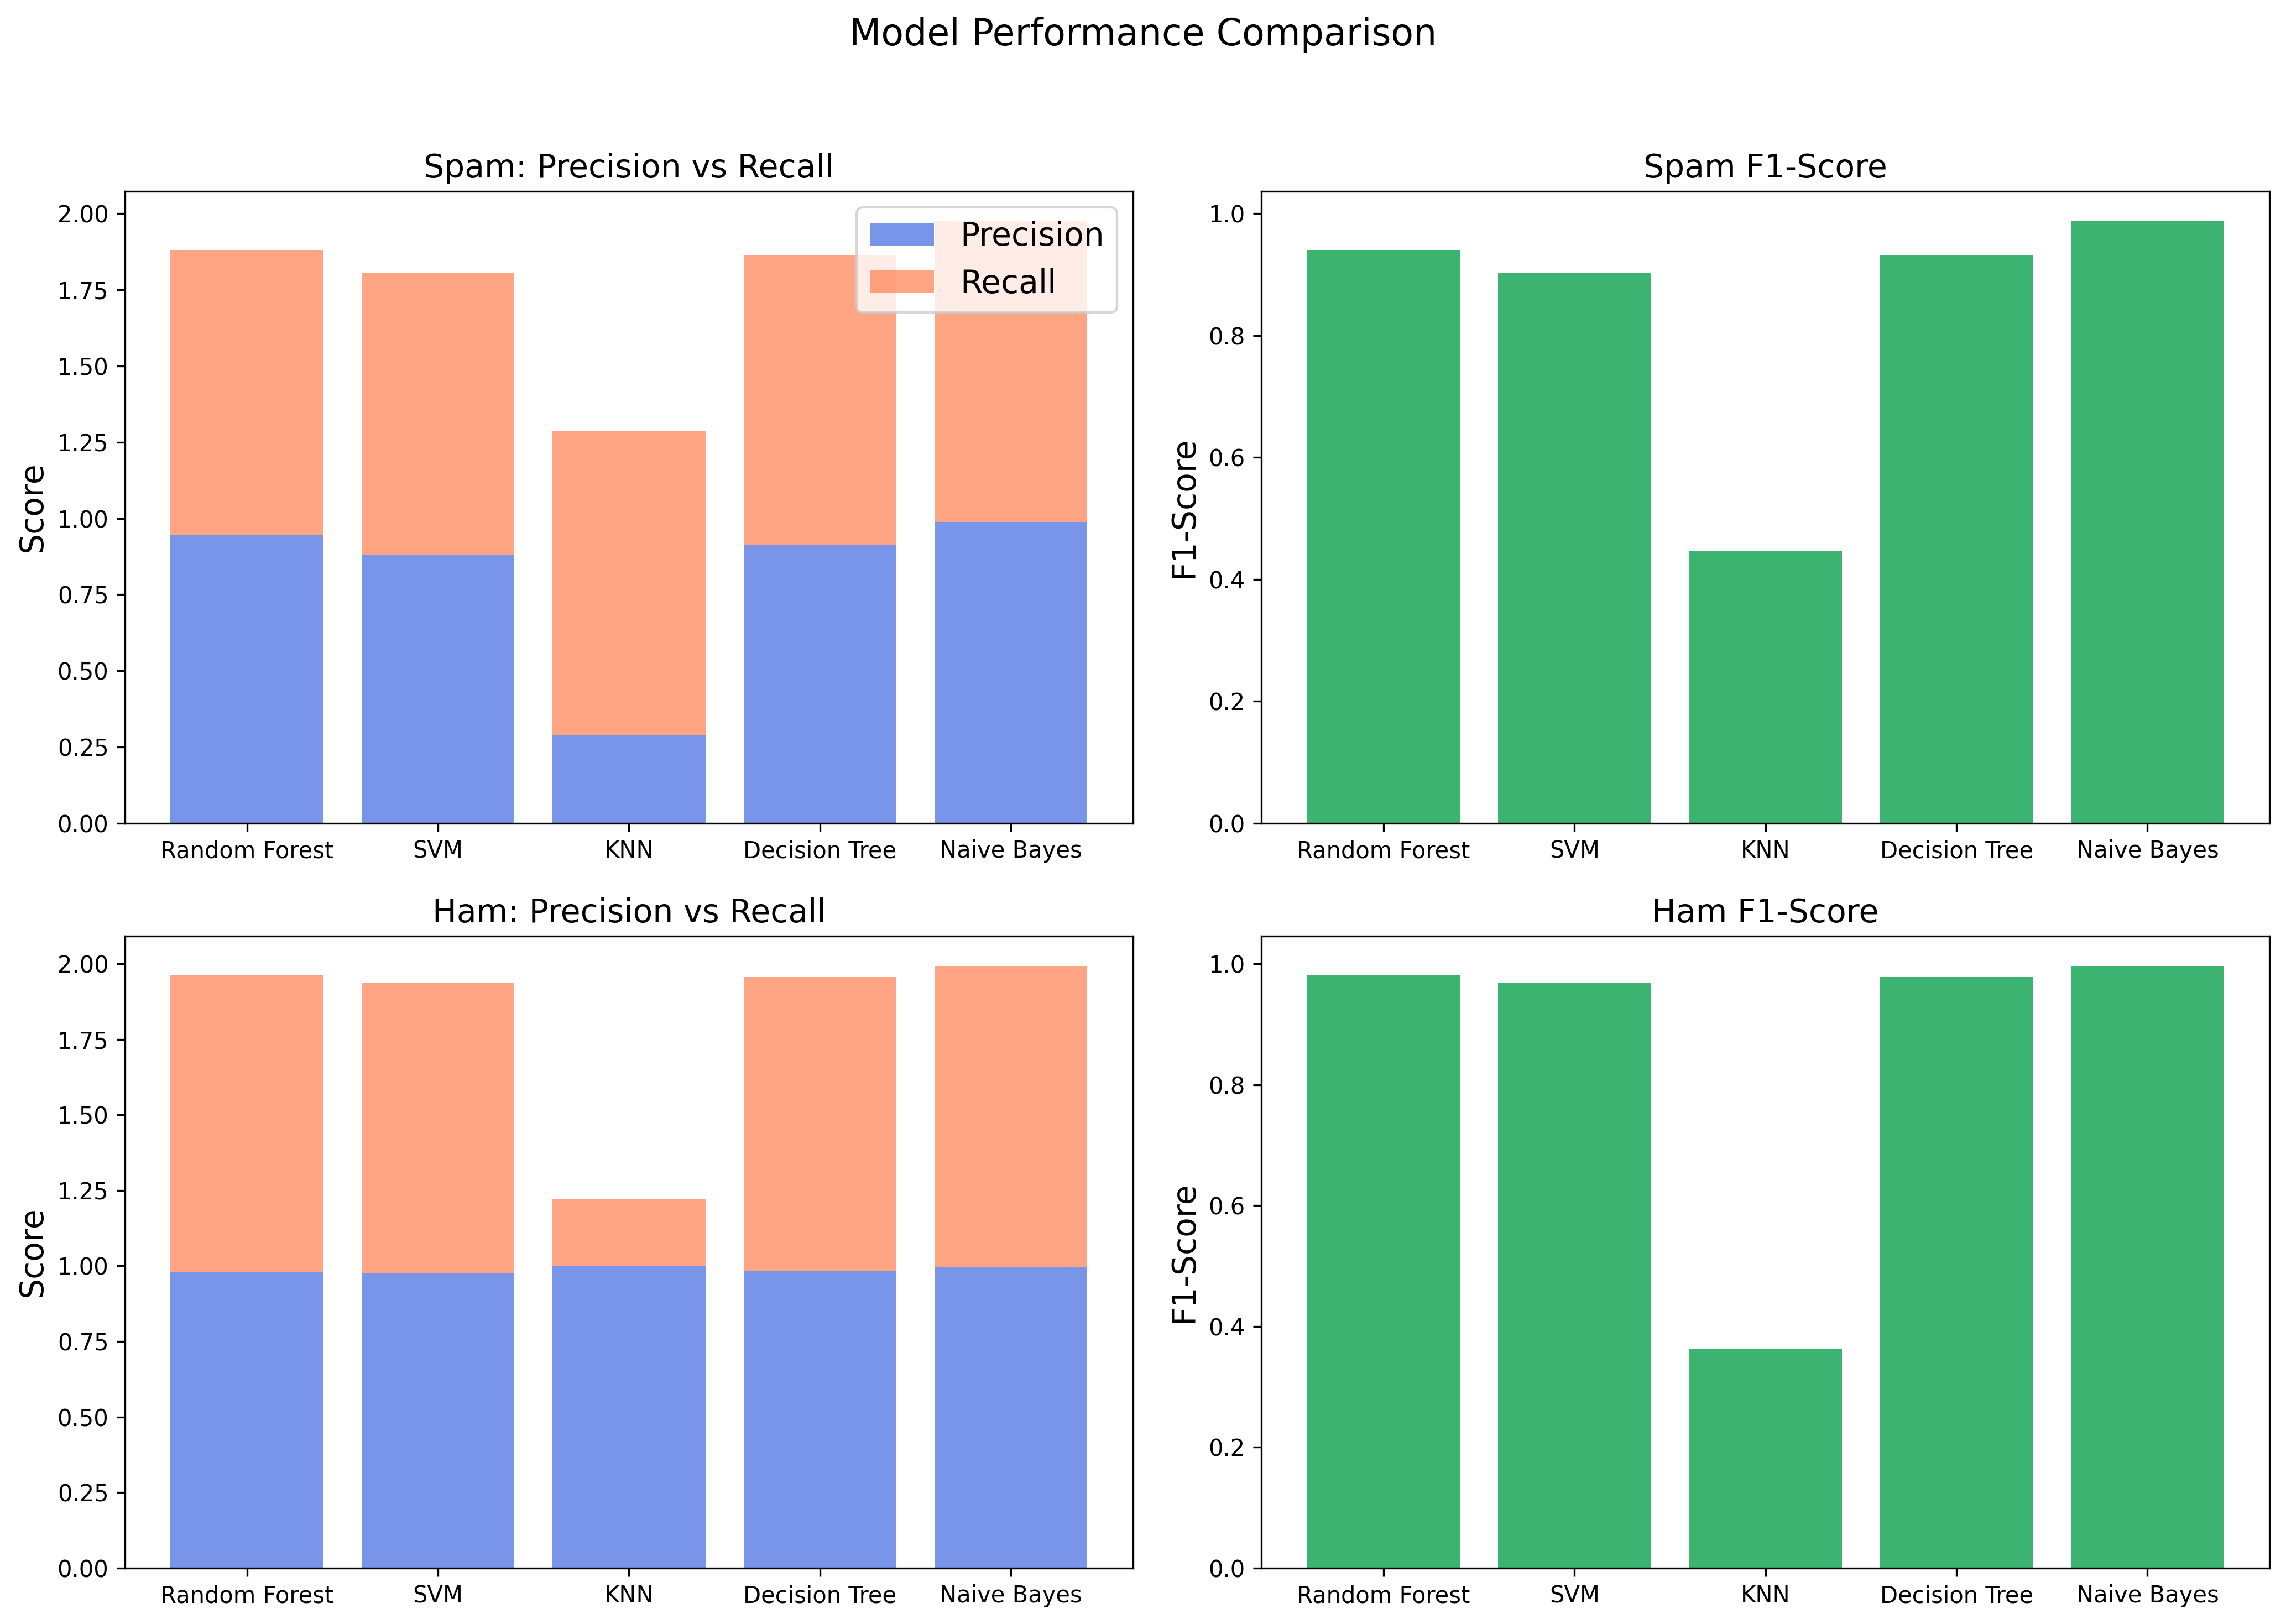 Model Performance Comparison
Spam: Precision vs Recall
Score
2.00
1.75
1.50
1.25
1.00
0.75
0.50
0.25
0.00
Precision
Recall
Random Forest SVM KNN Decision Tree Naive Bayes
Spam F1-Score
F1-Score
1.0
0.8
0.6
0.4
0.2
0.0
Random Forest SVM KNN Decision Tree Naive Bayes
Ham: Precision vs Recall
Score
2.00
1.75
1.50
1.25
1.00
0.75
0.50
0.25
0.00
Random Forest SVM KNN Decision Tree Naive Bayes
Ham F1-Score
F1-Score
1.0
0.8
0.6
0.4
0.2
0.0
Random Forest SVM KNN Decision Tree Naive Bayes